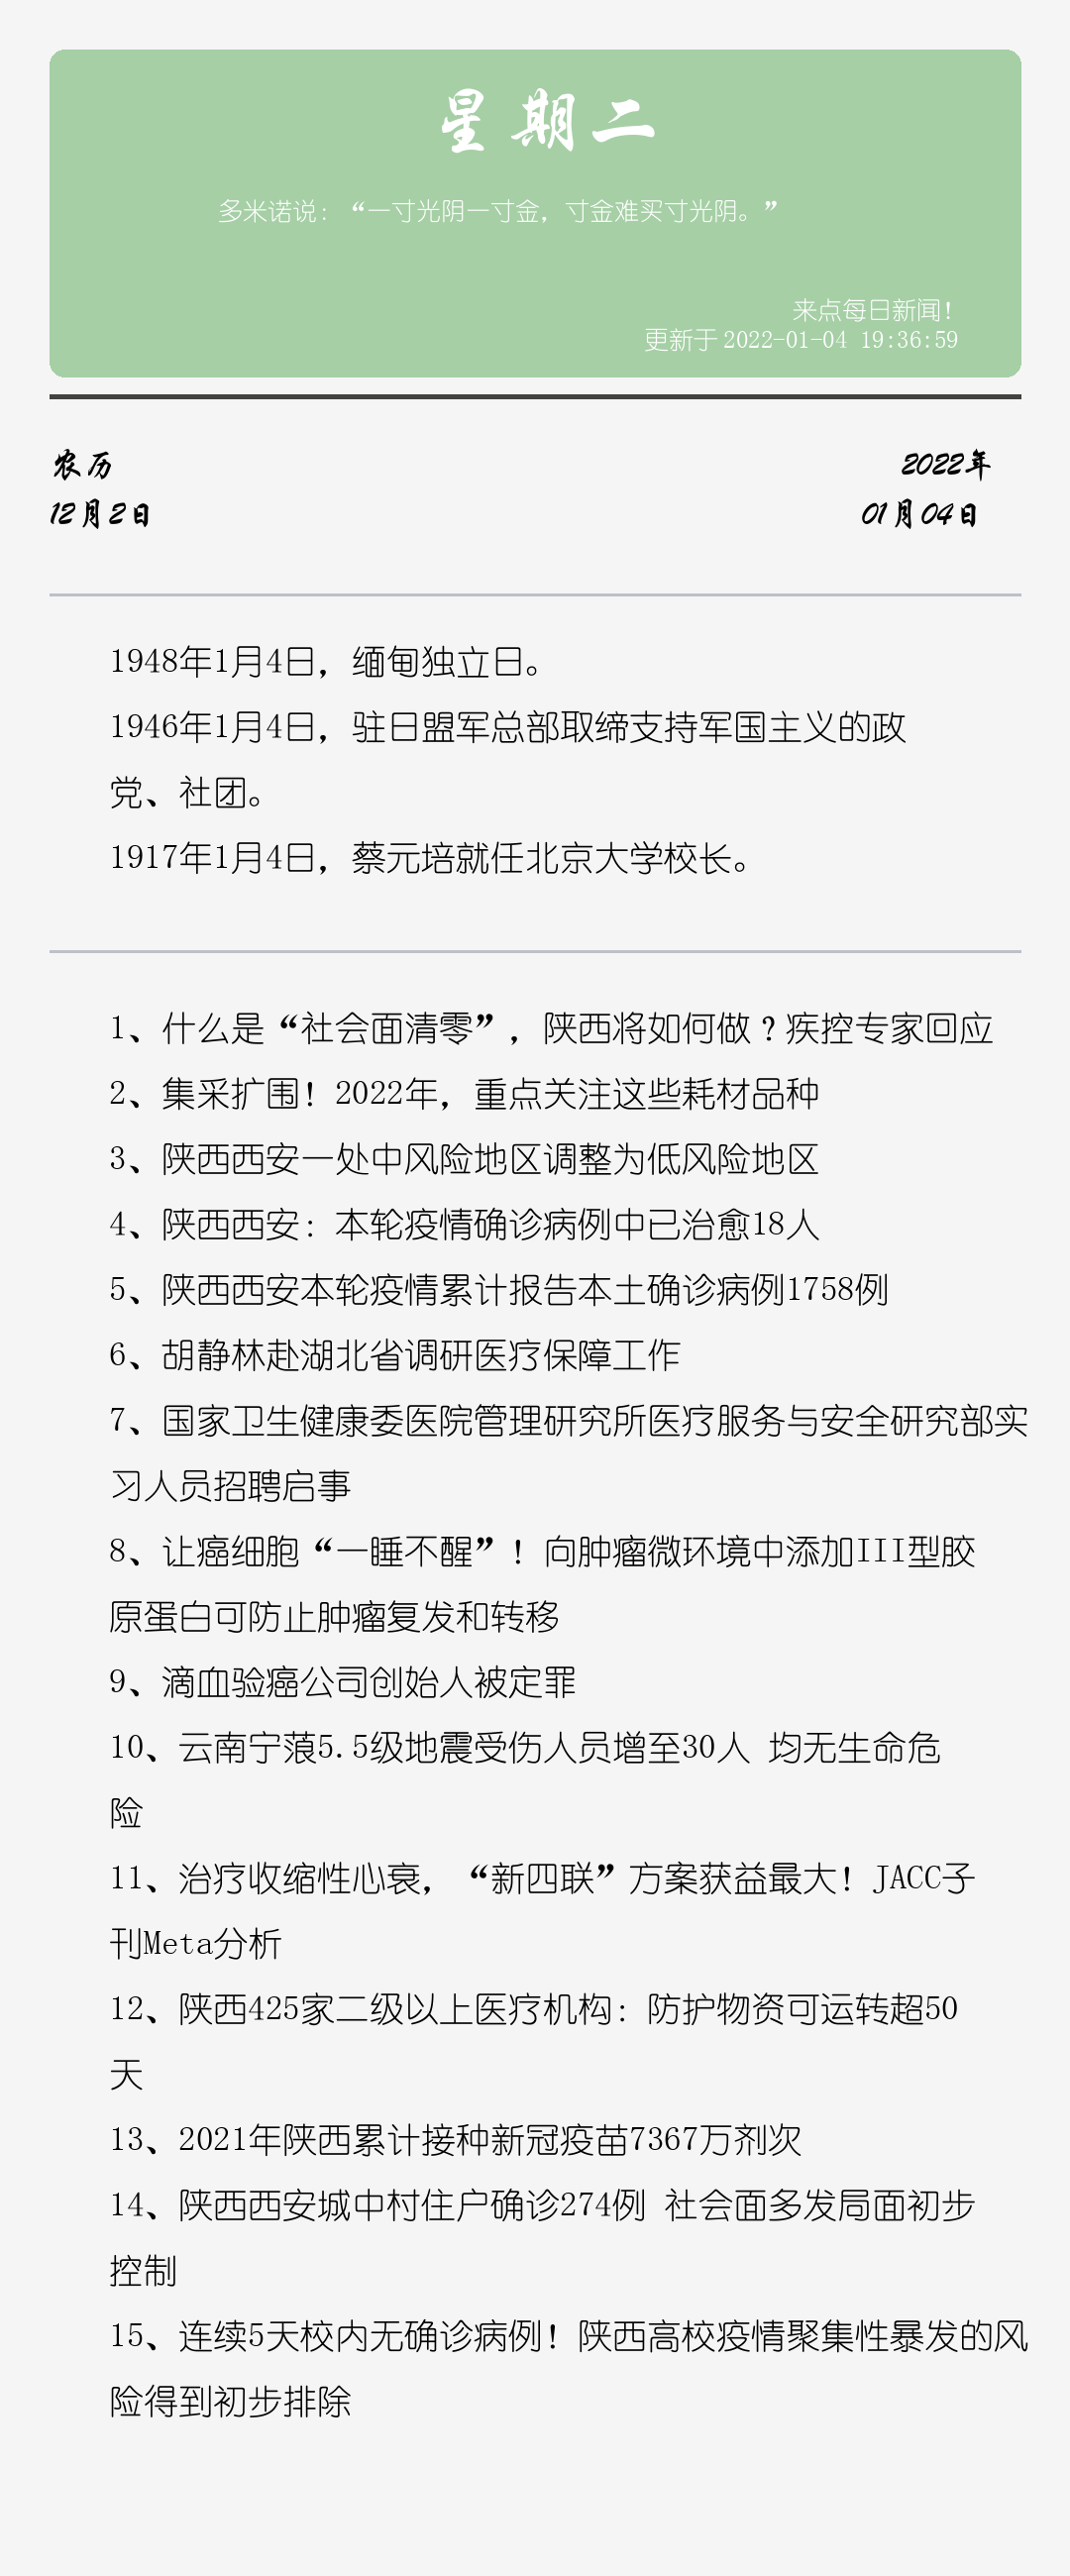 星期二
多米诺说：“一寸光阴一寸金，寸金难买寸光阴。”
来点每日新闻！
更新于 2022-01-04 19:36:59
农历
2022年
12月2日
01月04日
1948年1月4日，缅甸独立日。
1946年1月4日，驻日盟军总部取缔支持军国主义的政
党、社团。
1917年1月4日，蔡元培就任北京大学校长。
1、什么是“社会面清零”，陕西将如何做？疾控专家回应
2、集采扩围！2022年，重点关注这些耗材品种
3、陕西西安一处中风险地区调整为低风险地区
4、陕西西安：本轮疫情确诊病例中已治愈18人
5、陕西西安本轮疫情累计报告本土确诊病例1758例
6、胡静林赴湖北省调研医疗保障工作
7、国家卫生健康委医院管理研究所医疗服务与安全研究部实
习人员招聘启事
8、让癌细胞“一睡不醒”！向肿瘤微环境中添加III型胶
原蛋白可防止肿瘤复发和转移
9、滴血验癌公司创始人被定罪
10、云南宁蒗5.5级地震受伤人员增至30人 均无生命危
险
11、治疗收缩性心衰，“新四联”方案获益最大！JACC子
刊Meta分析
12、陕西425家二级以上医疗机构：防护物资可运转超50
天
13、2021年陕西累计接种新冠疫苗7367万剂次
14、陕西西安城中村住户确诊274例 社会面多发局面初步
控制
15、连续5天校内无确诊病例！陕西高校疫情聚集性暴发的风
险得到初步排除